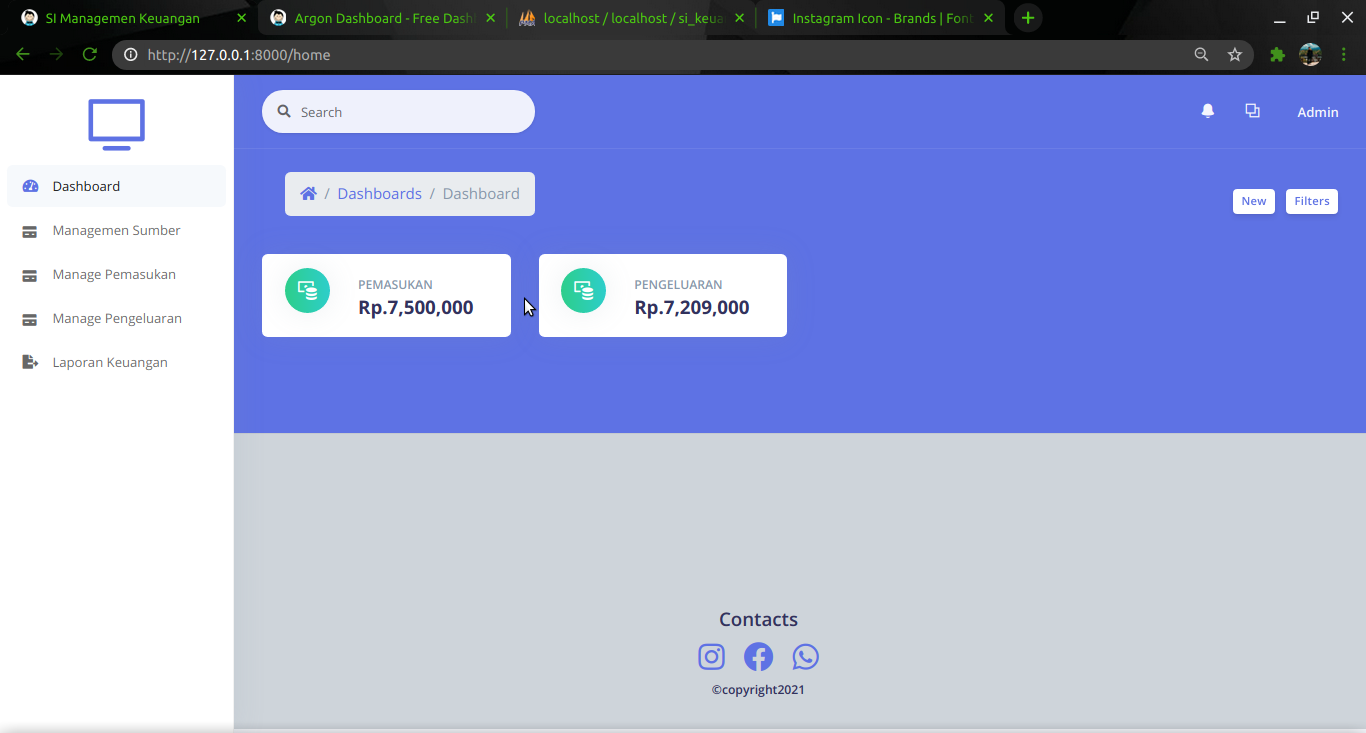 SI Managemen Keuangan
Argon Dashboard - Free Dash
localhost / localhost / si_keua
Instagram Icon - Brands | Font
http://127.0.0.1:8000/home
Search
Admin
Dashboard
Managemen Sumber
Manage Pemasukan
Manage Pengeluaran
Laporan Keuangan
/ Dashboards / Dashboard
New
Filters
PEMASUKAN
Rp.7,500,000
PENGELUARAN
Rp.7,209,000
Contacts
©copyright2021